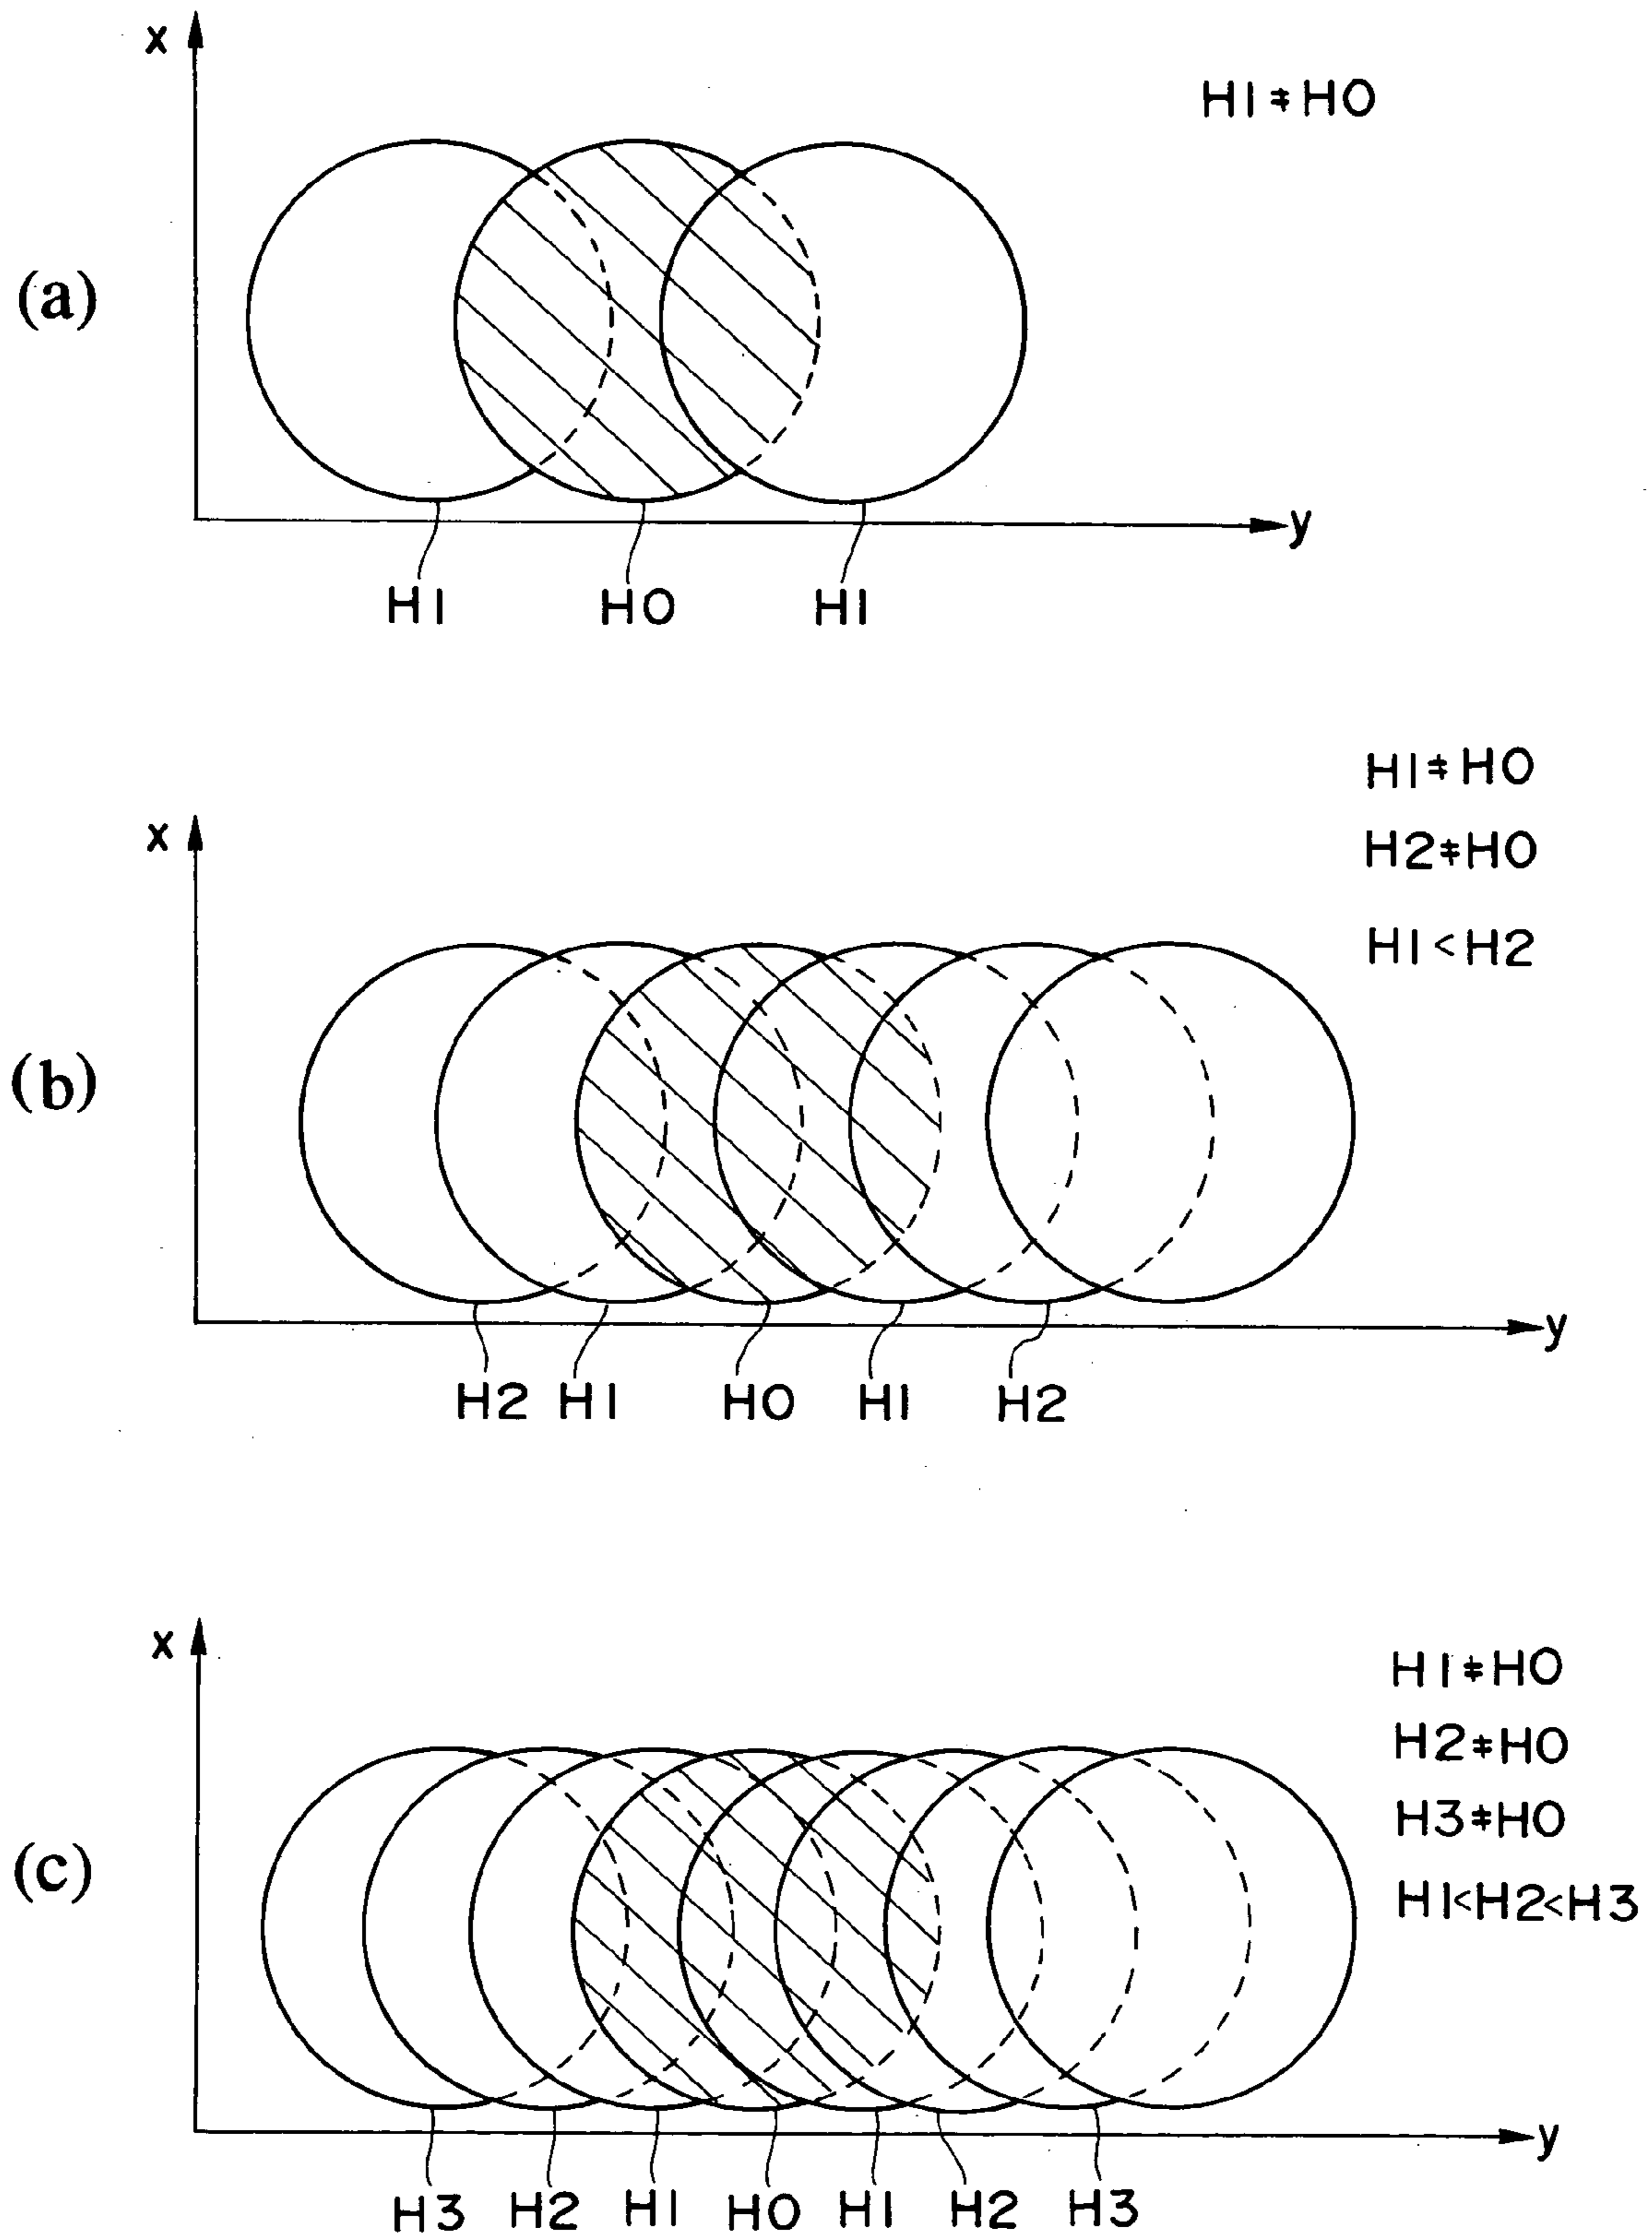 x
H1 ≠ H0
(a)
y
H1 H0 H1
H1 ≠ H0
x
H2 ≠ H0
H1 < H2
(b)
y
H2 H1 H0 H1 H2
x
H1 ≠ H0
H2 ≠ H0
H3 ≠ H0
(c)
H1 < H2 < H3
y
H3 H2 H1 H0 H1 H2 H3